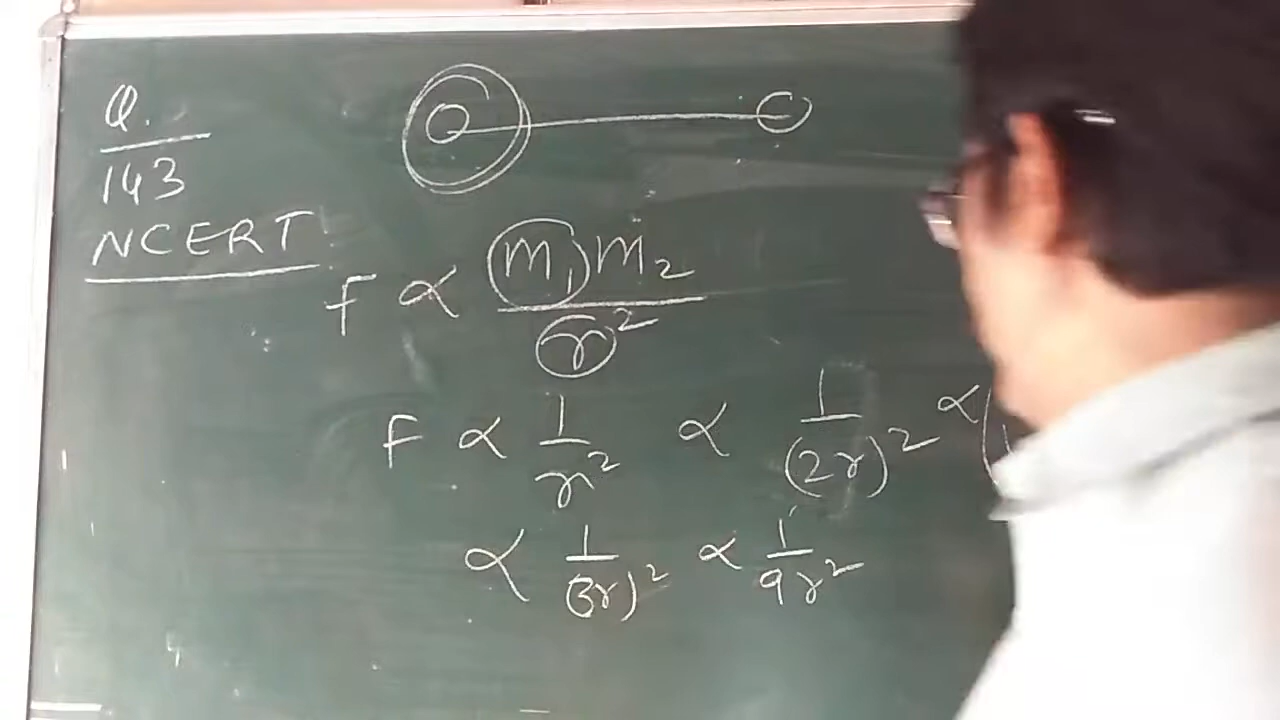 Q.
143
NCERT
F ∝ m₁m₂ / r²
F ∝ 1/r² ∝ 1/(2r)² ∝
∝ 1/(3r)² ∝ 1/9r²